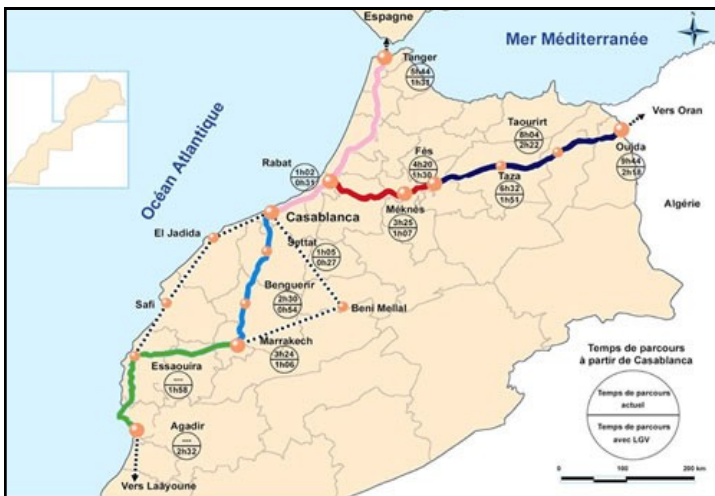 Espagne
Mer Méditerranée
Tanger
5h44
1h35
Vers Oran
Taourirt
8h04
2h22
Océan Atlantique
Fès
4h20
1h30
Oujda
9h44
2h58
Rabat
1h02
0h31
Taza
6h32
1h51
Algérie
Casablanca
Méknès
3h25
1h07
El Jadida
Settat
1h05
0h27
Benguerir
2h30
0h54
Safi
Beni Mellal
Marrakech
3h24
1h06
Essaouira
---
1h58
Agadir
---
2h32
Vers Laâyoune
Temps de parcours
à partir de Casablanca
Temps de parcours
actuel
Temps de parcours
avec LGV
0 100 200 km